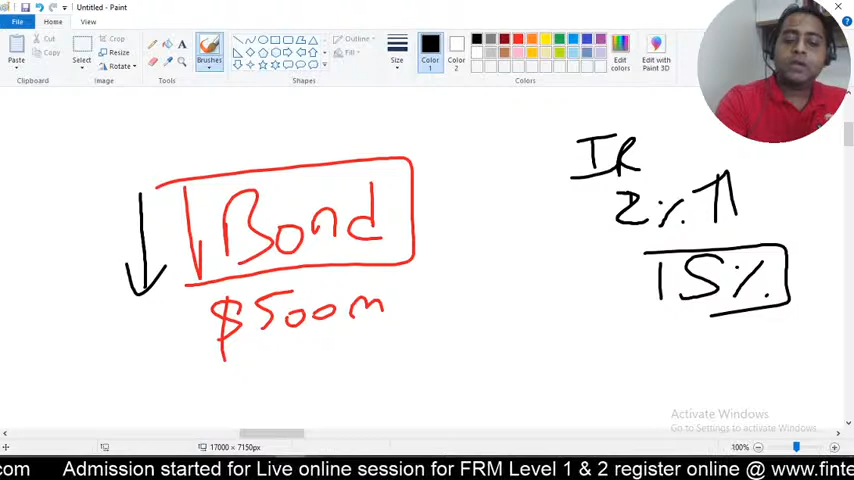 Untitled - Paint
File
Home
View
Paste
Cut
Copy
Clipboard
Select
Crop
Resize
Rotate
Image
Tools
Brushes
Outline
Fill
Shapes
Size
Color
1
Color
2
Edit
colors
Edit with
Paint 3D
Colors
IR
2% ↑
15%
Bond
$500m
Activate Windows
Go to Settings to activate Windows.
17000 × 7150px
100%
com Admission started for Live online session for FRM Level 1 & 2 register online @ www.finte